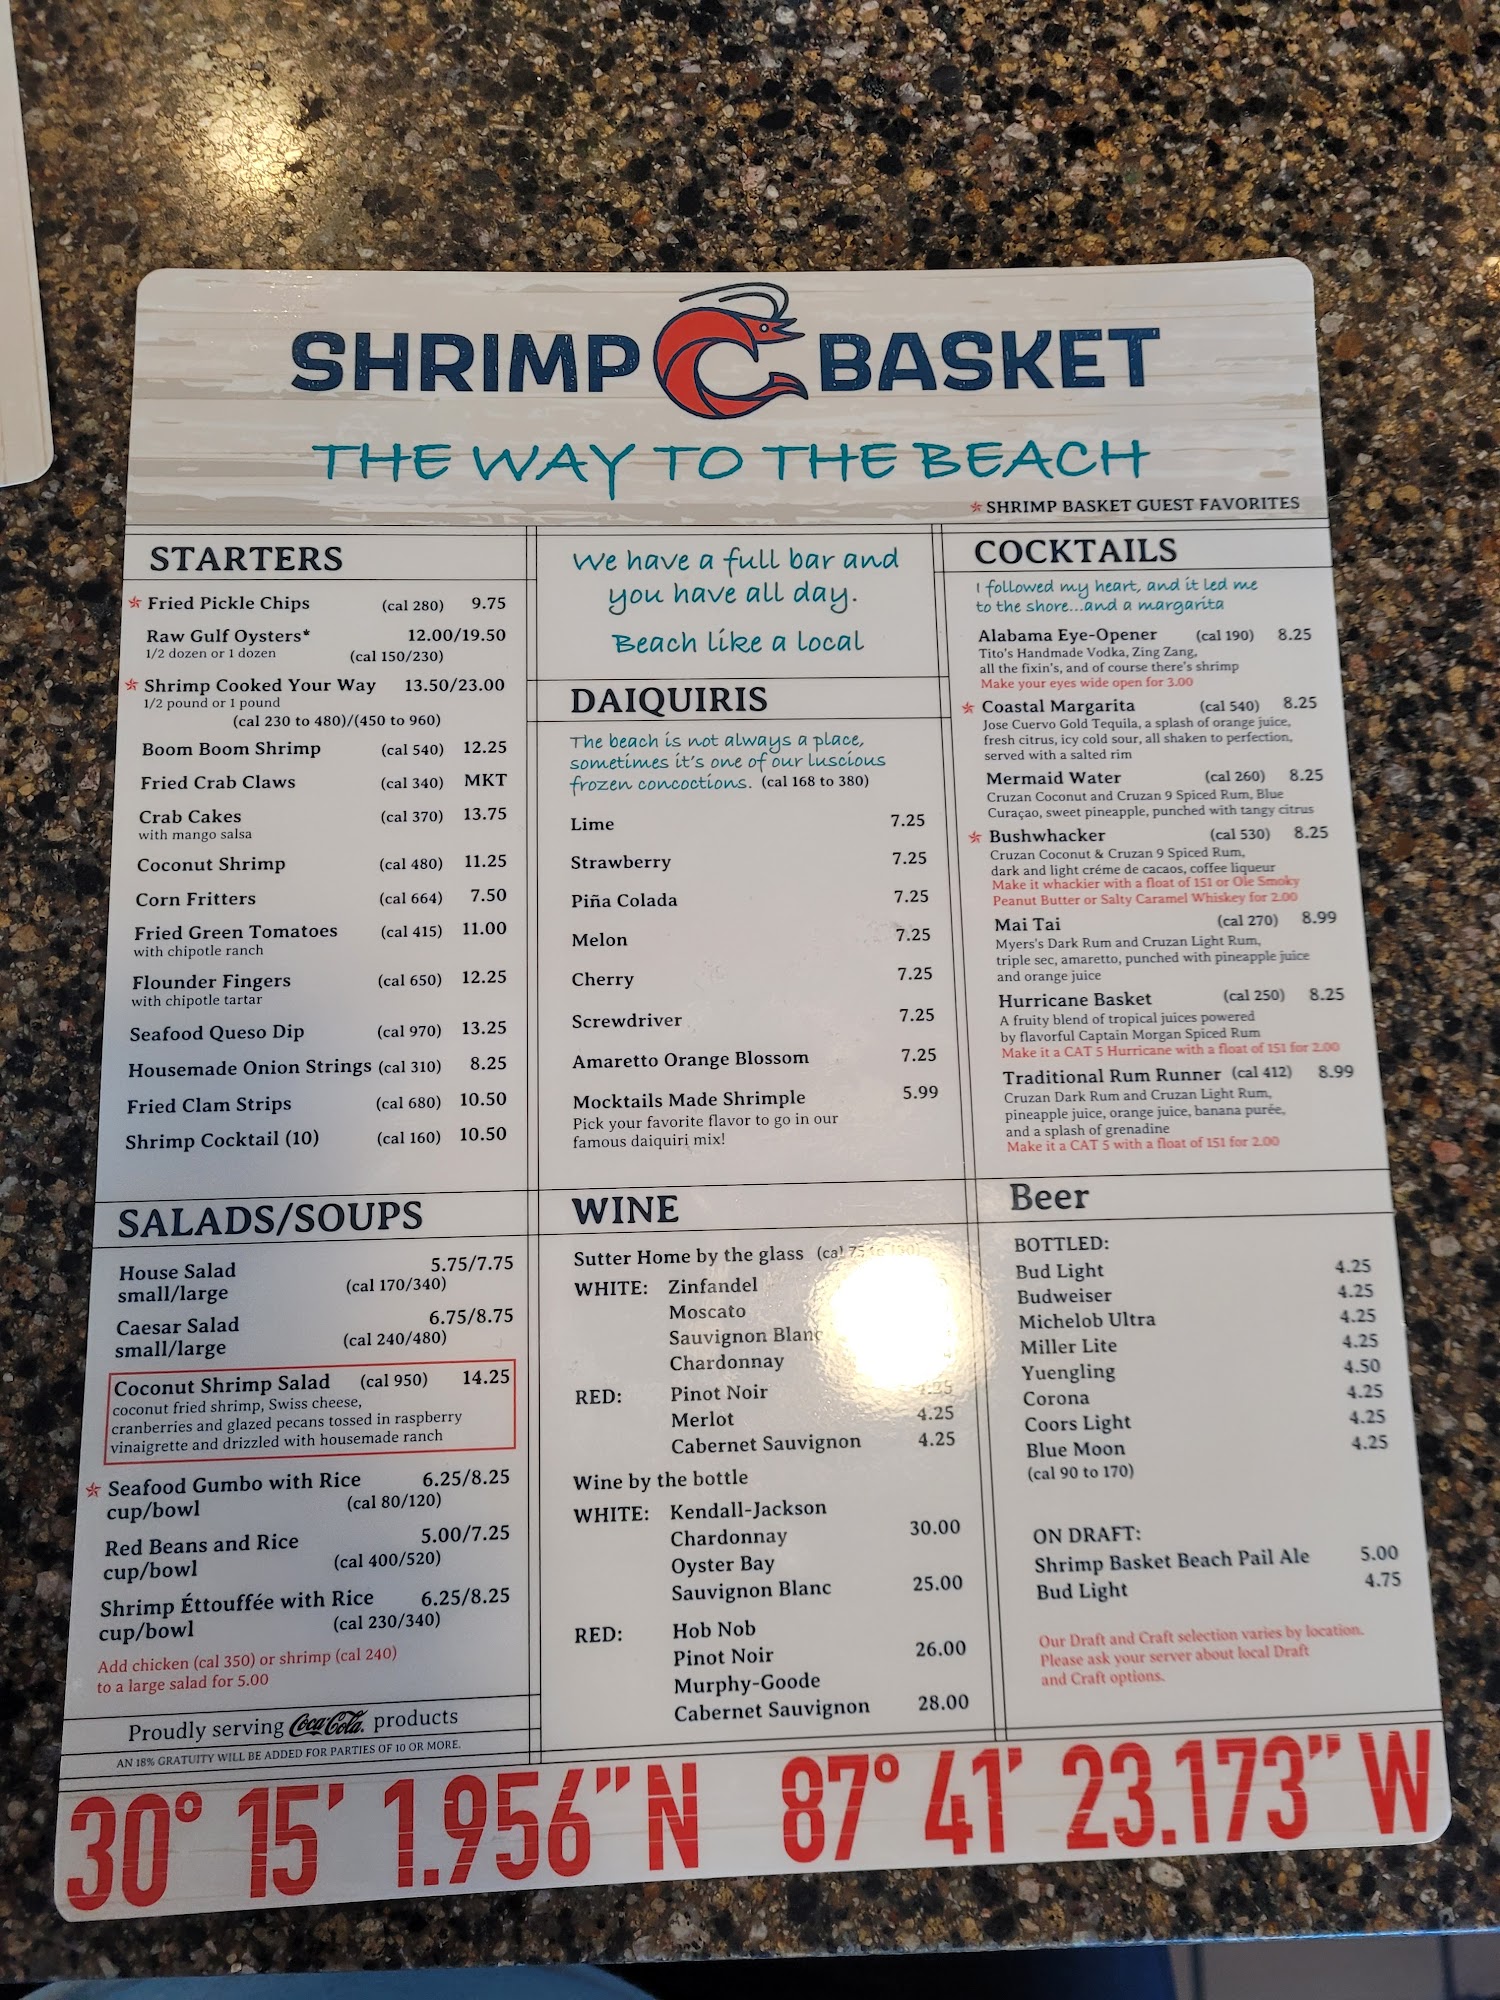 SHRIMP BASKET
THE WAY TO THE BEACH
SHRIMP BASKET GUEST FAVORITES
STARTERS
Fried Pickle Chips (cal 280) 9.75
Raw Gulf Oysters* 12.00/19.50
1/2 dozen or 1 dozen (cal 150/230)
Shrimp Cooked Your Way 13.50/23.00
1/2 pound or 1 pound
(cal 230 to 480)/(450 to 960)
Boom Boom Shrimp (cal 540) 12.25
Fried Crab Claws (cal 340) MKT
Crab Cakes (cal 370) 13.75
with mango salsa
Coconut Shrimp (cal 480) 11.25
Corn Fritters (cal 664) 7.50
Fried Green Tomatoes (cal 415) 11.00
with chipotle ranch
Flounder Fingers (cal 650) 12.25
with chipotle tartar
Seafood Queso Dip (cal 970) 13.25
Housemade Onion Strings (cal 310) 8.25
Fried Clam Strips (cal 680) 10.50
Shrimp Cocktail (10) (cal 160) 10.50
SALADS/SOUPS
House Salad 5.75/7.75
small/large (cal 170/340)
Caesar Salad 6.75/8.75
small/large (cal 240/480)
Coconut Shrimp Salad (cal 950) 14.25
coconut fried shrimp, Swiss cheese,
cranberries and glazed pecans tossed in raspberry
vinaigrette and drizzled with housemade ranch
Seafood Gumbo with Rice 6.25/8.25
cup/bowl (cal 80/120)
Red Beans and Rice 5.00/7.25
cup/bowl (cal 400/520)
Shrimp Éttouffée with Rice 6.25/8.25
cup/bowl (cal 230/340)
Add chicken (cal 350) or shrimp (cal 240)
to a large salad for 5.00
Proudly serving Coca-Cola. products
AN 18% GRATUITY WILL BE ADDED FOR PARTIES OF 10 OR MORE.
We have a full bar and
you have all day.
Beach like a local
DAIQUIRIS
The beach is not always a place,
sometimes it's one of our luscious
frozen concoctions. (cal 168 to 380)
Lime 7.25
Strawberry 7.25
Piña Colada 7.25
Melon 7.25
Cherry 7.25
Screwdriver 7.25
Amaretto Orange Blossom 7.25
Mocktails Made Shrimple 5.99
Pick your favorite flavor to go in our
famous daiquiri mix!
WINE
Sutter Home by the glass (cal 75 to 130)
WHITE: Zinfandel
Moscato
Sauvignon Blanc
Chardonnay
RED: Pinot Noir 4.25
Merlot 4.25
Cabernet Sauvignon 4.25
Wine by the bottle
WHITE: Kendall-Jackson
Chardonnay 30.00
Oyster Bay
Sauvignon Blanc 25.00
RED: Hob Nob
Pinot Noir 26.00
Murphy-Goode
Cabernet Sauvignon 28.00
COCKTAILS
I followed my heart, and it led me
to the shore...and a margarita
Alabama Eye-Opener (cal 190) 8.25
Tito's Handmade Vodka, Zing Zang,
all the fixin's, and of course there's shrimp
Make your eyes wide open for 3.00
Coastal Margarita (cal 540) 8.25
Jose Cuervo Gold Tequila, a splash of orange juice,
fresh citrus, icy cold sour, all shaken to perfection,
served with a salted rim
Mermaid Water (cal 260) 8.25
Cruzan Coconut and Cruzan 9 Spiced Rum, Blue
Curaçao, sweet pineapple, punched with tangy citrus
Bushwhacker (cal 530) 8.25
Cruzan Coconut & Cruzan 9 Spiced Rum,
dark and light créme de cacaos, coffee liqueur
Make it whackier with a float of 151 or Ole Smoky
Peanut Butter or Salty Caramel Whiskey for 2.00
Mai Tai (cal 270) 8.99
Myers's Dark Rum and Cruzan Light Rum,
triple sec, amaretto, punched with pineapple juice
and orange juice
Hurricane Basket (cal 250) 8.25
A fruity blend of tropical juices powered
by flavorful Captain Morgan Spiced Rum
Make it a CAT 5 Hurricane with a float of 151 for 2.00
Traditional Rum Runner (cal 412) 8.99
Cruzan Dark Rum and Cruzan Light Rum,
pineapple juice, orange juice, banana purée,
and a splash of grenadine
Make it a CAT 5 with a float of 151 for 2.00
Beer
BOTTLED:
Bud Light 4.25
Budweiser 4.25
Michelob Ultra 4.25
Miller Lite 4.25
Yuengling 4.50
Corona 4.25
Coors Light 4.25
Blue Moon 4.25
(cal 90 to 170)
ON DRAFT:
Shrimp Basket Beach Pail Ale 5.00
Bud Light 4.75
Our Draft and Craft selection varies by location.
Please ask your server about local Draft
and Craft options.
30° 15' 1.956" N 87° 41' 23.173" W